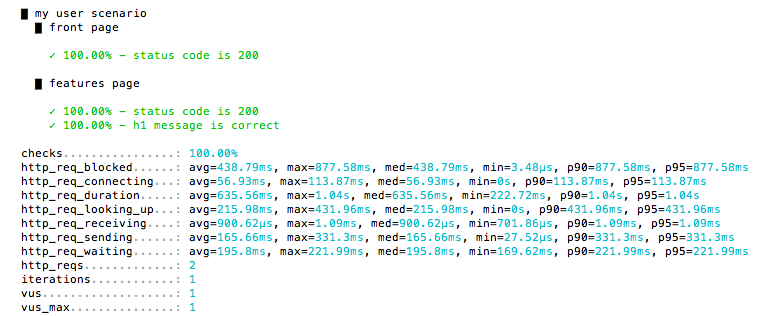 █ my user scenario
█ front page
✓ 100.00% - status code is 200
█ features page
✓ 100.00% - status code is 200
✓ 100.00% - h1 message is correct
checks................: 100.00%
http_req_blocked......: avg=438.79ms, max=877.58ms, med=438.79ms, min=3.48µs, p90=877.58ms, p95=877.58ms
http_req_connecting...: avg=56.93ms, max=113.87ms, med=56.93ms, min=0s, p90=113.87ms, p95=113.87ms
http_req_duration.....: avg=635.56ms, max=1.04s, med=635.56ms, min=222.72ms, p90=1.04s, p95=1.04s
http_req_looking_up...: avg=215.98ms, max=431.96ms, med=215.98ms, min=0s, p90=431.96ms, p95=431.96ms
http_req_receiving....: avg=900.62µs, max=1.09ms, med=900.62µs, min=701.86µs, p90=1.09ms, p95=1.09ms
http_req_sending......: avg=165.66ms, max=331.3ms, med=165.66ms, min=27.52µs, p90=331.3ms, p95=331.3ms
http_req_waiting......: avg=195.8ms, max=221.99ms, med=195.8ms, min=169.62ms, p90=221.99ms, p95=221.99ms
http_reqs.............: 2
iterations............: 1
vus...................: 1
vus_max...............: 1